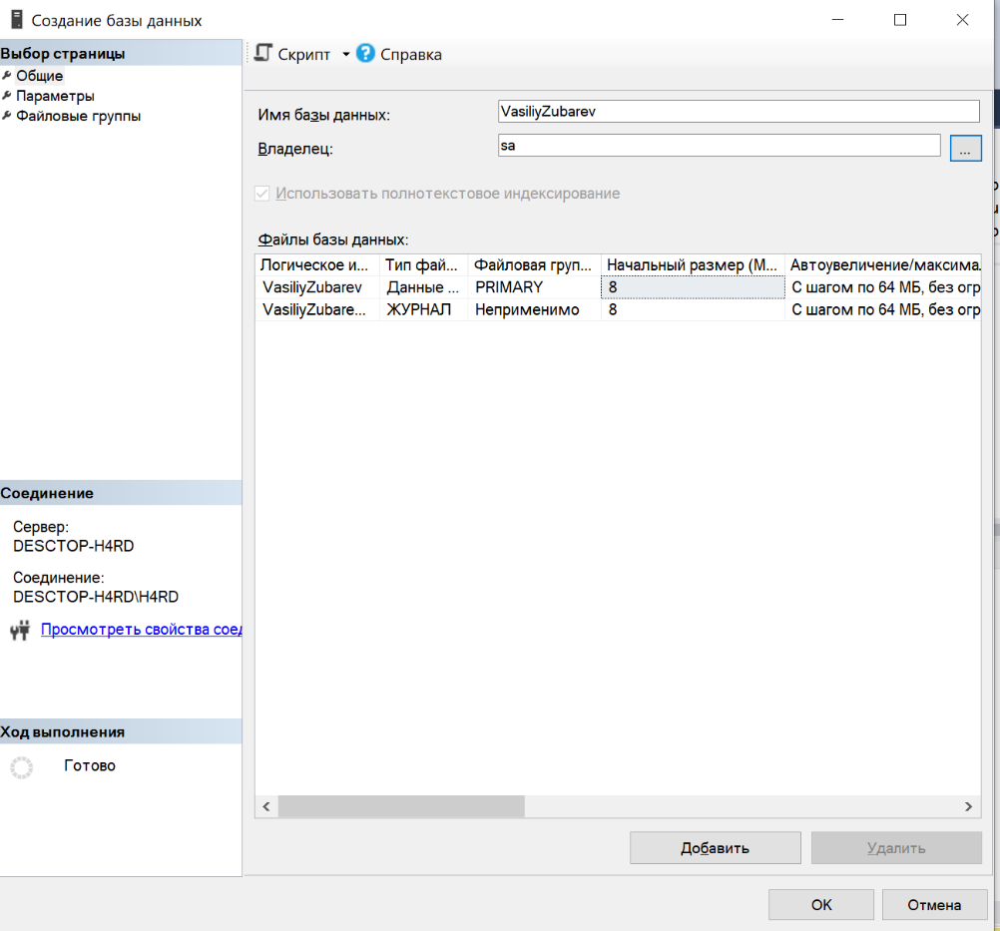 Создание базы данных
Выбор страницы
Общие
Параметры
Файловые группы
Скрипт
Справка
Имя базы данных: VasiliyZubarev
Владелец: sa ...
Использовать полнотекстовое индексирование
Файлы базы данных:
Логическое и... Тип фай... Файловая груп... Начальный размер (М... Автоувеличение/максима
VasiliyZubarev Данные ... PRIMARY 8 С шагом по 64 МБ, без огр
VasiliyZubare... ЖУРНАЛ Неприменимо 8 С шагом по 64 МБ, без огр
Соединение
Сервер:
DESCTOP-H4RD
Соединение:
DESCTOP-H4RD\H4RD
Просмотреть свойства соед
Ход выполнения
Готово
Добавить Удалить
OK Отмена